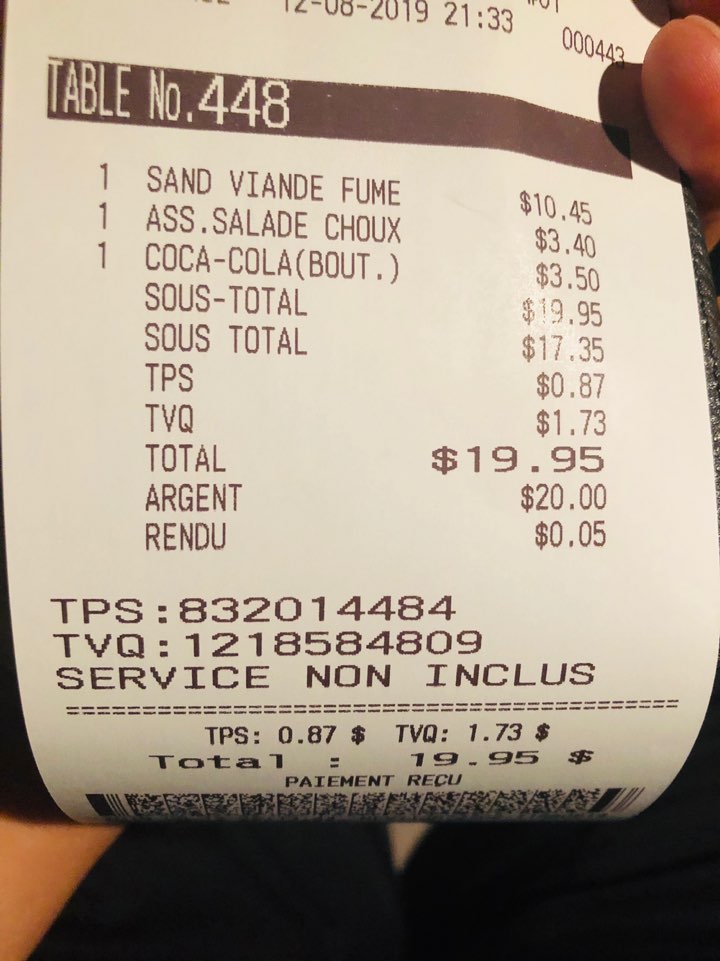 12-08-2019 21:33
000443
TABLE No.448
1 SAND VIANDE FUME $10.45
1 ASS.SALADE CHOUX $3.40
1 COCA-COLA(BOUT.) $3.50
SOUS-TOTAL $19.95
SOUS TOTAL $17.35
TPS $0.87
TVQ $1.73
TOTAL $19.95
ARGENT $20.00
RENDU $0.05
TPS:832014484
TVQ:1218584809
SERVICE NON INCLUS
TPS: 0.87 $ TVQ: 1.73 $
Total : 19.95 $
PAIEMENT REÇU